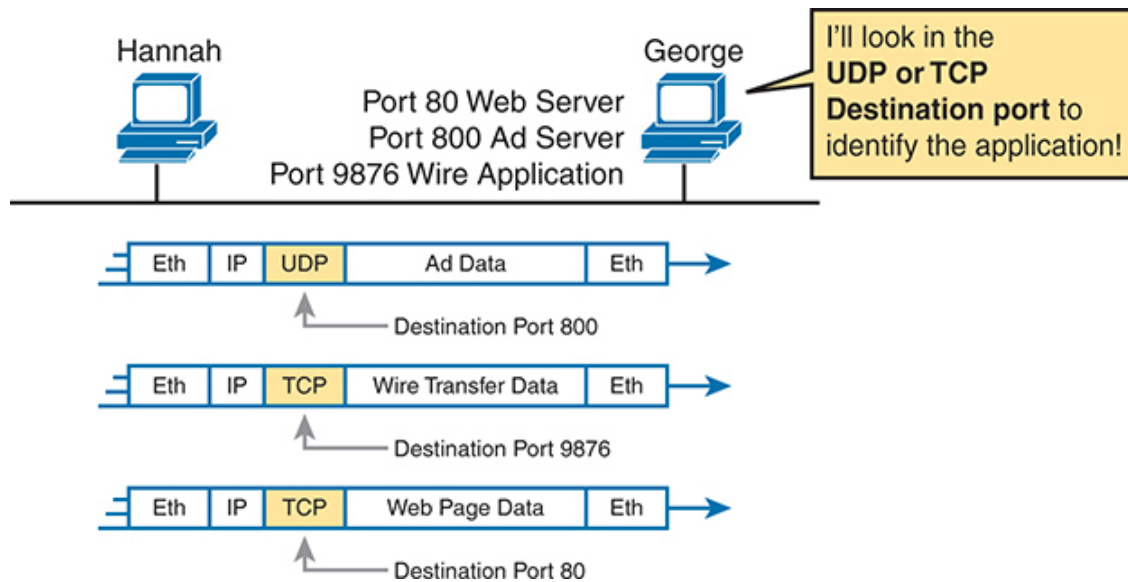 Hannah
George
Port 80 Web Server
Port 800 Ad Server
Port 9876 Wire Application
I'll look in the
UDP or TCP
Destination port to
identify the application!
Eth IP UDP Ad Data Eth
Destination Port 800
Eth IP TCP Wire Transfer Data Eth
Destination Port 9876
Eth IP TCP Web Page Data Eth
Destination Port 80